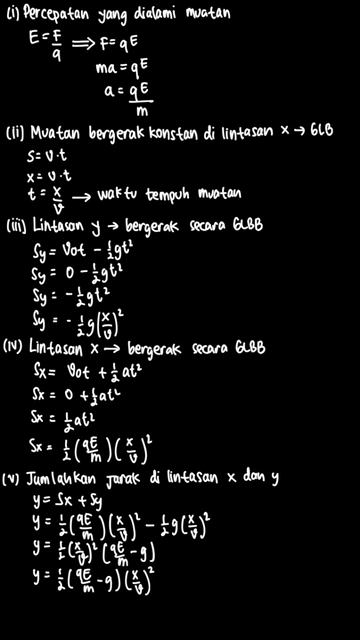 (i) Percepatan yang dialami muatan
E = F/q ⟹ F = qE
ma = qE
a = qE/m
(ii) Muatan bergerak konstan di lintasan x → GLB
s = v.t
x = v.t
t = x/v → waktu tempuh muatan
(iii) Lintasan y → bergerak secara GLBB
Sy = Vot - 1/2gt²
Sy = 0 - 1/2gt²
Sy = - 1/2gt²
Sy = - 1/2g(x/v)²
(iv) Lintasan x → bergerak secara GLBB
Sx = Vot + 1/2at²
Sx = 0 + 1/2at²
Sx = 1/2at²
Sx = 1/2(qE/m)(x/v)²
(v) Jumlahkan jarak di lintasan x dan y
y = Sx + Sy
y = 1/2(qE/m)(x/v)² - 1/2g(x/v)²
y = 1/2(x/v)²(qE/m - g)
y = 1/2(qE/m - g)(x/v)²